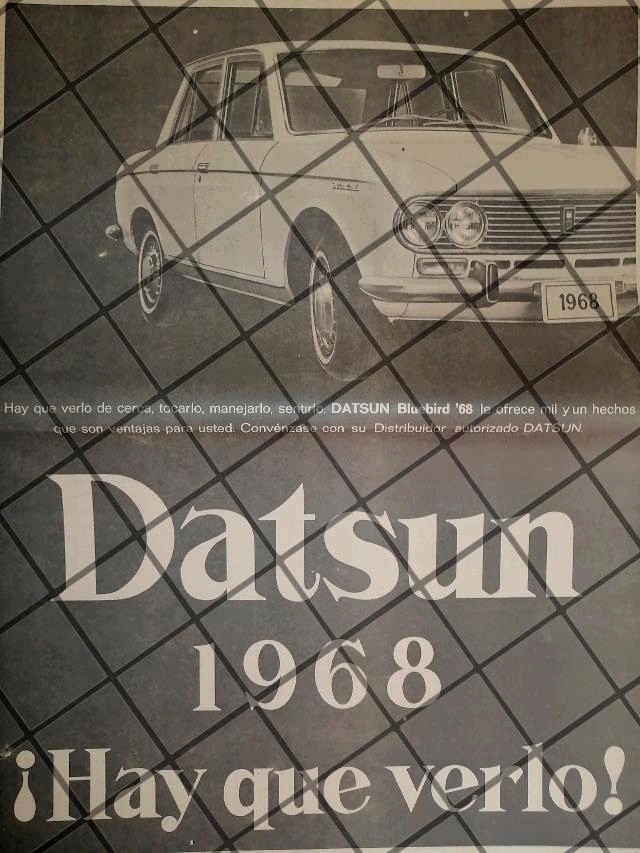 1968
Hay que verlo de cerca, tocarlo, manejarlo, sentirlo. DATSUN Bluebird '68 le ofrece mil y un hechos
que son ventajas para usted. Convénzase con su Distribuidor autorizado DATSUN.
Datsun
1968
¡Hay que verlo!